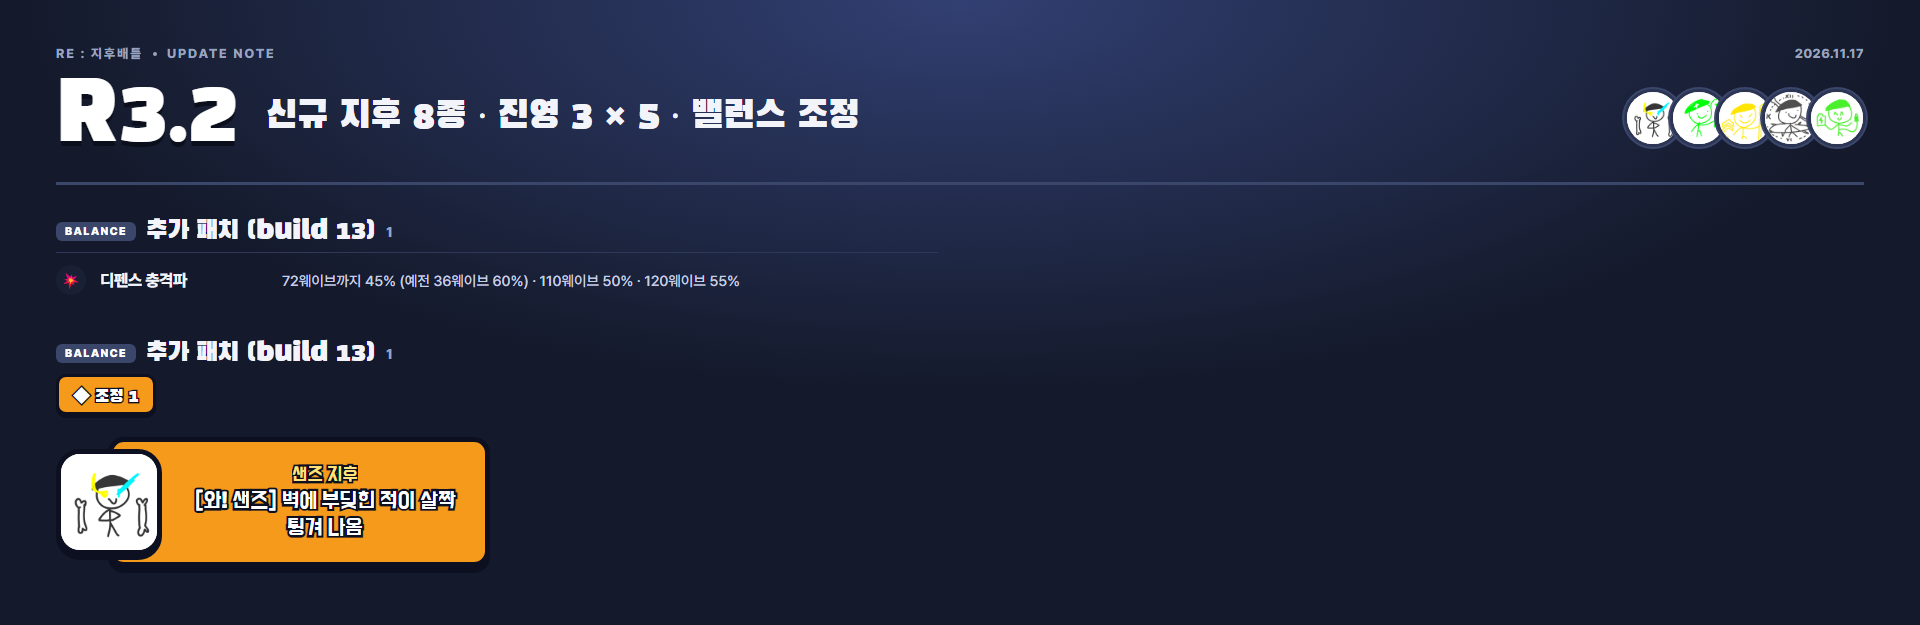 RE : 지후배틀 • UPDATE NOTE
2026.11.17
R3.2 신규 지후 8종 · 진영 3 × 5 · 밸런스 조정
BALANCE 추가 패치 (build 13) 1
디펜스 충격파 72웨이브까지 45% (예전 36웨이브 60%) · 110웨이브 50% · 120웨이브 55%
BALANCE 추가 패치 (build 13) 1
조정 1
샌즈 지후
[와! 샌즈] 벽에 부딪힌 적이 살짝
튕겨 나옴